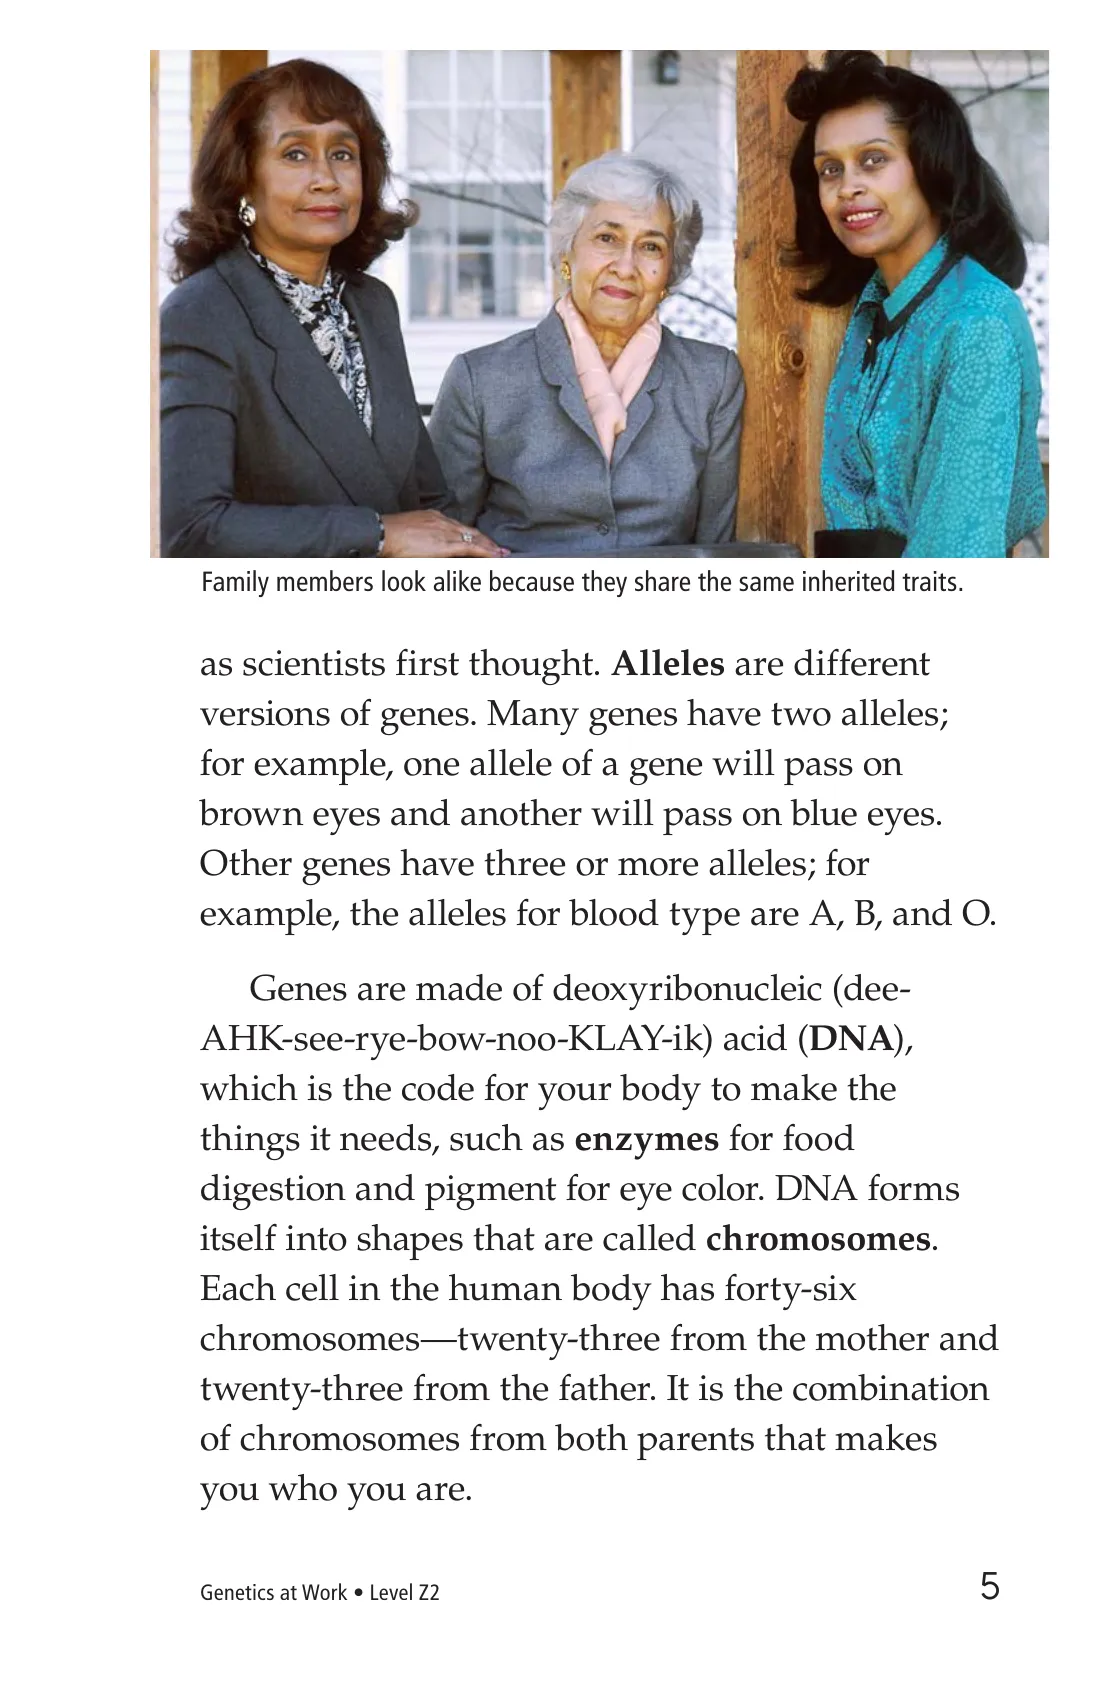 Family members look alike because they share the same inherited traits.
as scientists first thought. Alleles are different
versions of genes. Many genes have two alleles;
for example, one allele of a gene will pass on
brown eyes and another will pass on blue eyes.
Other genes have three or more alleles; for
example, the alleles for blood type are A, B, and O.
Genes are made of deoxyribonucleic (dee-
AHK-see-rye-bow-noo-KLAY-ik) acid (DNA),
which is the code for your body to make the
things it needs, such as enzymes for food
digestion and pigment for eye color. DNA forms
itself into shapes that are called chromosomes.
Each cell in the human body has forty-six
chromosomes—twenty-three from the mother and
twenty-three from the father. It is the combination
of chromosomes from both parents that makes
you who you are.
Genetics at Work • Level Z2
5